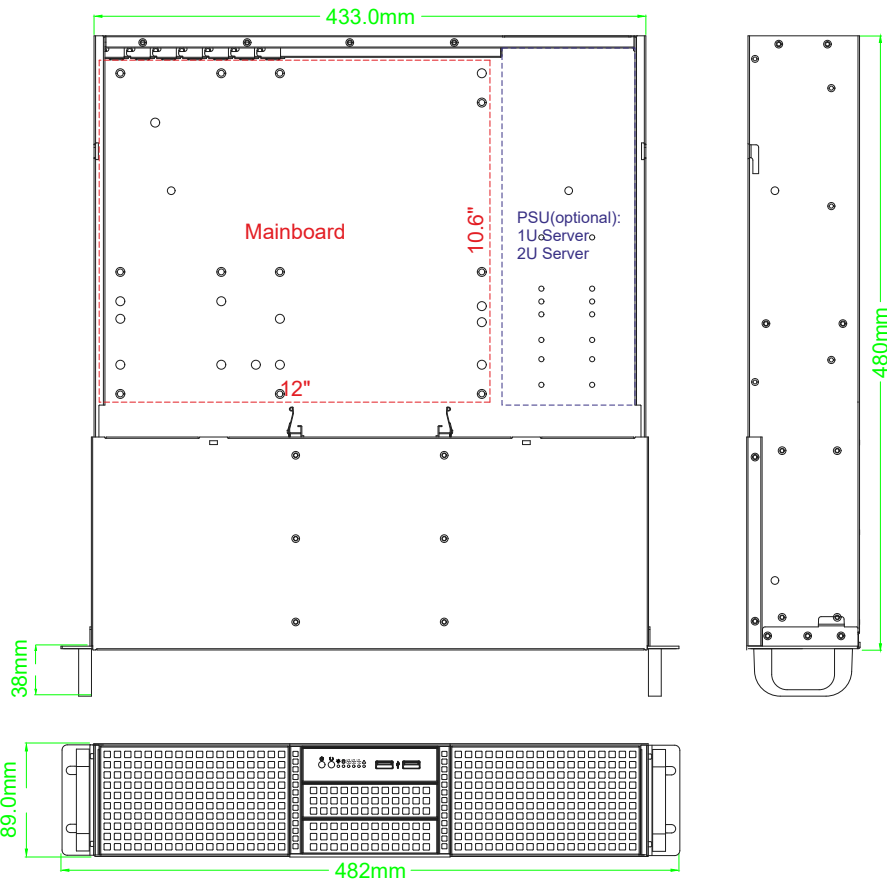 433.0mm
Mainboard
10.6"
PSU(optional):
1U Server
2U Server
12"
480mm
38mm
89.0mm
482mm